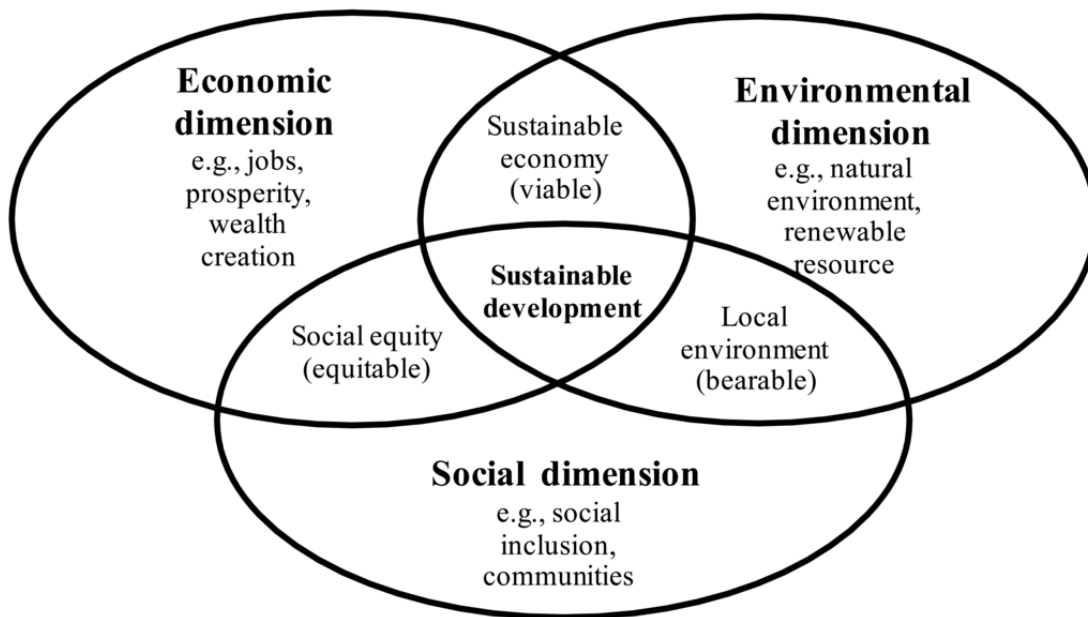 Economic
dimension
e.g., jobs,
prosperity,
wealth
creation
Sustainable
economy
(viable)
Environmental
dimension
e.g., natural
environment,
renewable
resource
Sustainable
development
Social equity
(equitable)
Local
environment
(bearable)
Social dimension
e.g., social
inclusion,
communities